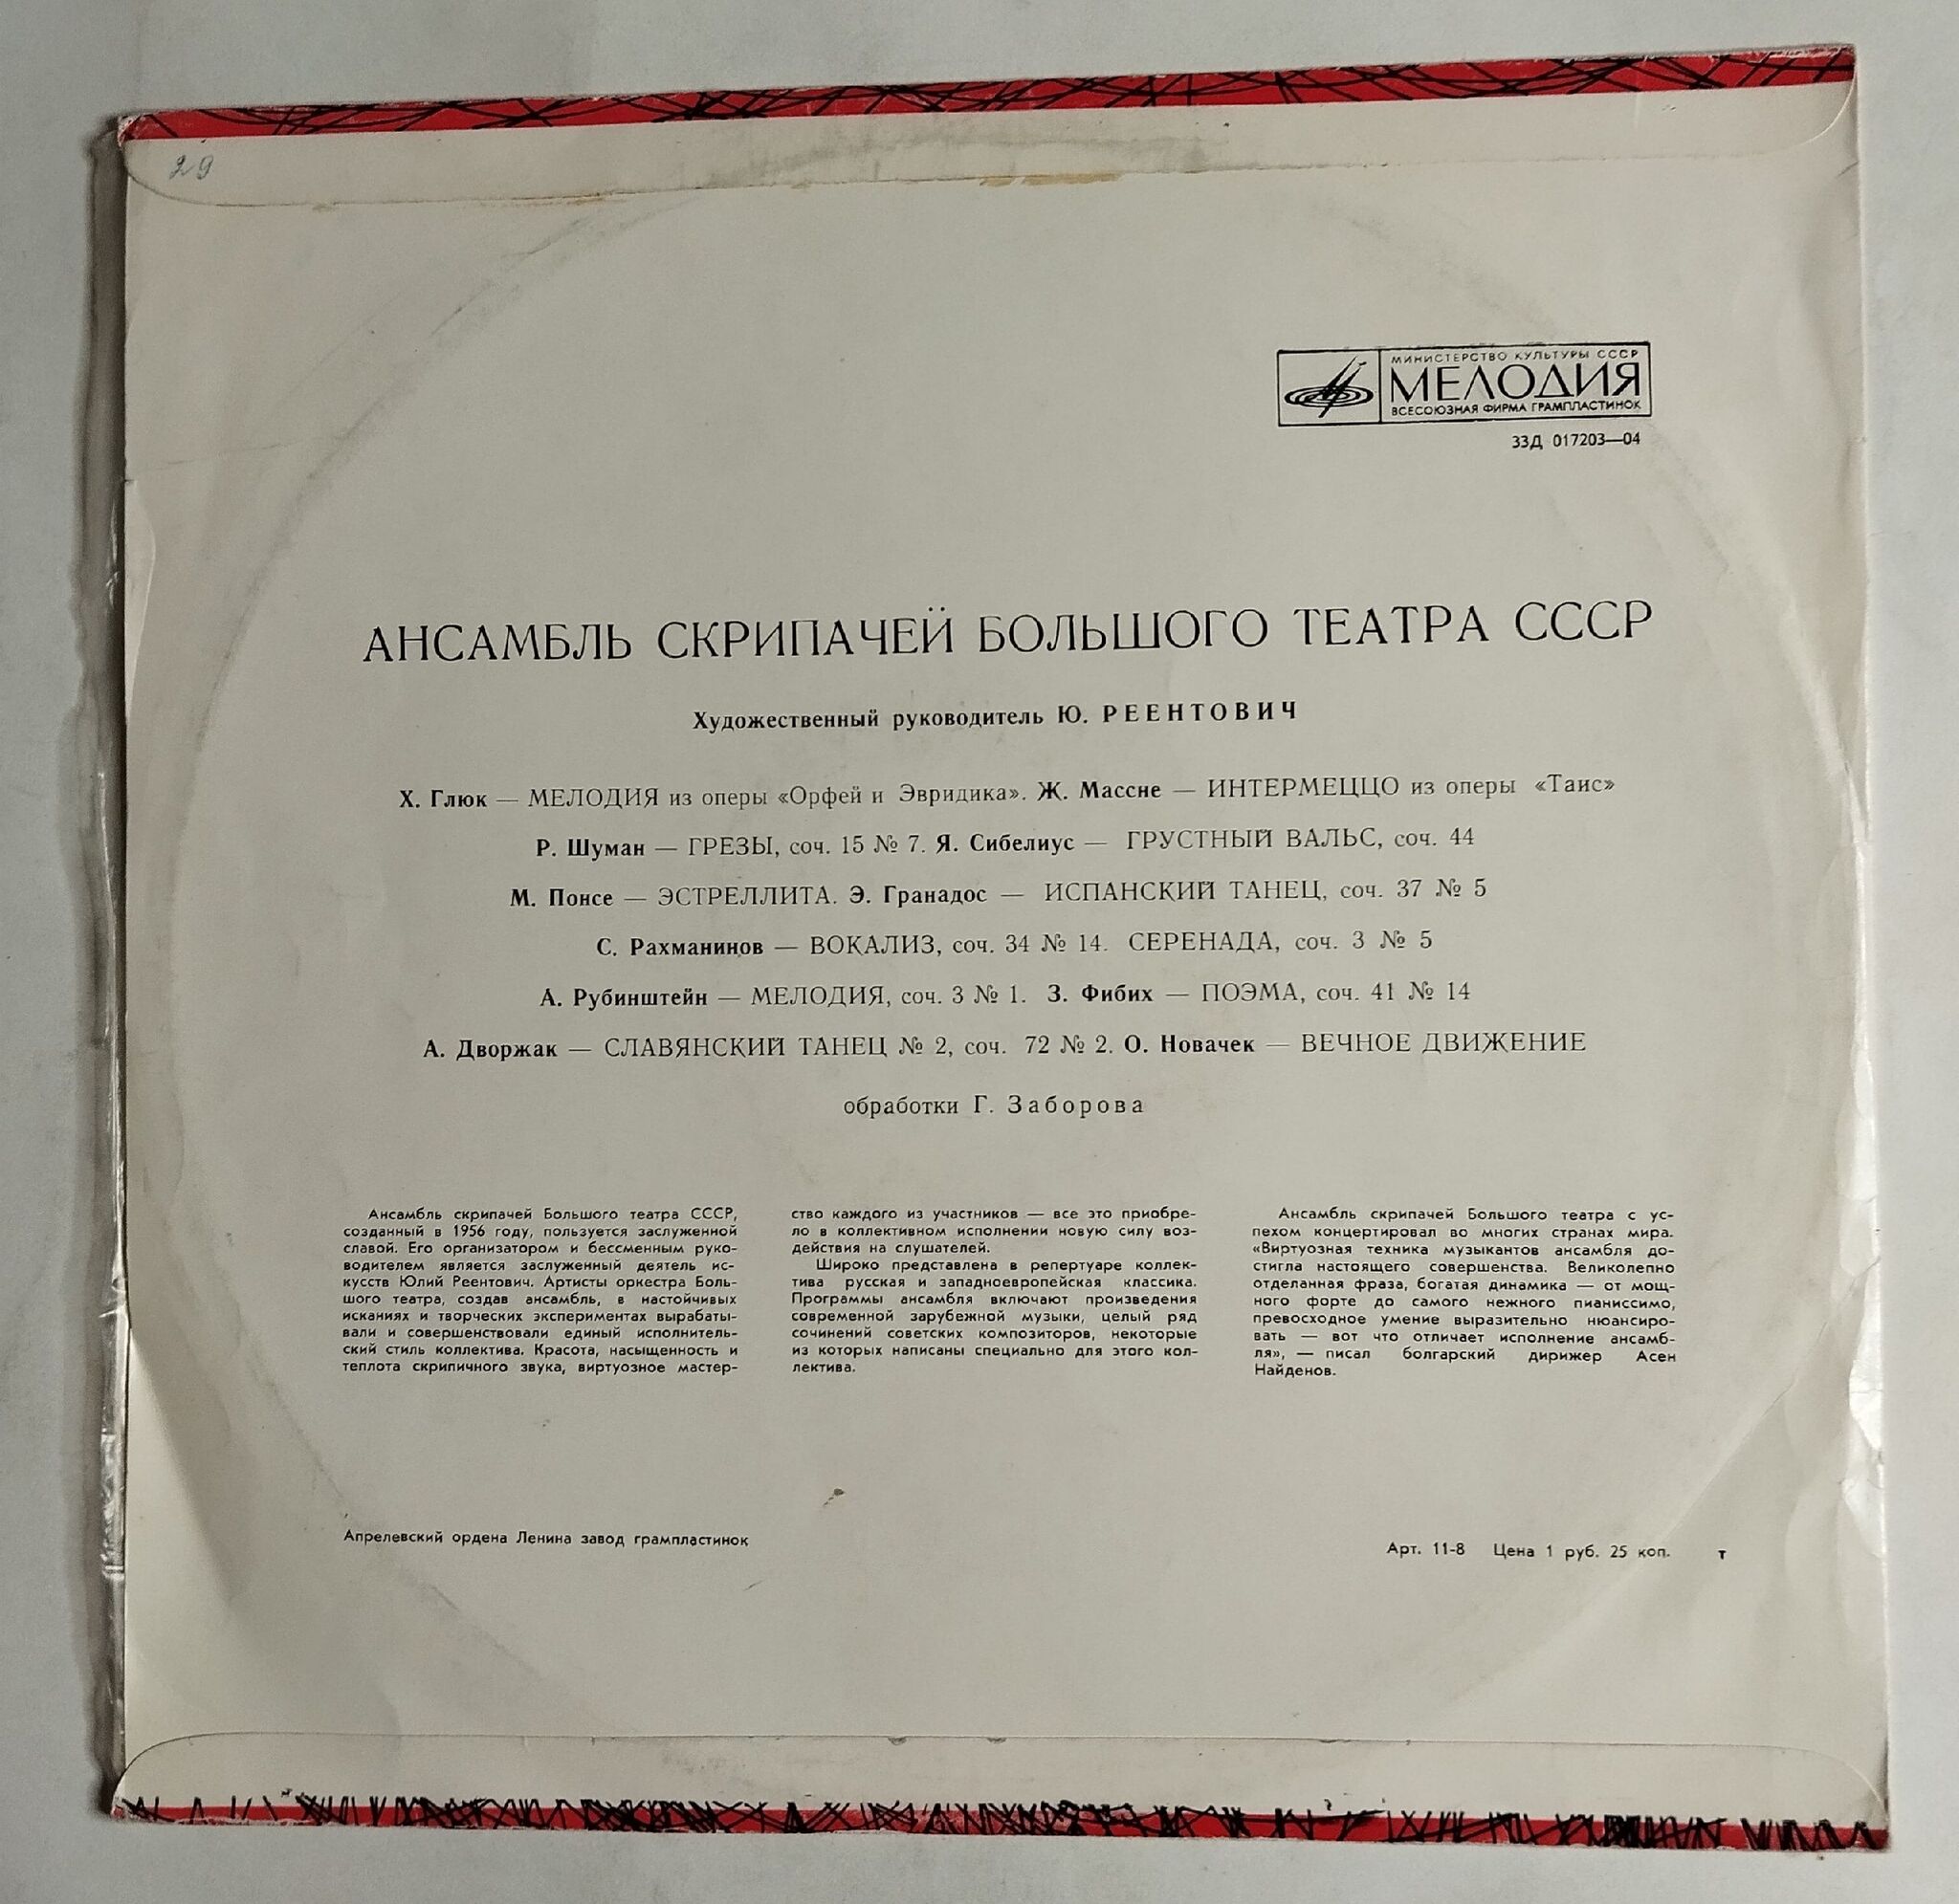 29
МИНИСТЕРСТВО КУЛЬТУРЫ СССР
МЕЛОДИЯ
ВСЕСОЮЗНАЯ ФИРМА ГРАМПЛАСТИНОК
33Д 017203—04
АНСАМБЛЬ СКРИПАЧЕЙ БОЛЬШОГО ТЕАТРА СССР
Художественный руководитель Ю. РЕЕНТОВИЧ
Х. Глюк — МЕЛОДИЯ из оперы «Орфей и Эвридика». Ж. Массне — ИНТЕРМЕЦЦО из оперы «Таис»
Р. Шуман — ГРЕЗЫ, соч. 15 № 7. Я. Сибелиус — ГРУСТНЫЙ ВАЛЬС, соч. 44
М. Понсе — ЭСТРЕЛЛИТА. Э. Гранадос — ИСПАНСКИЙ ТАНЕЦ, соч. 37 № 5
С. Рахманинов — ВОКАЛИЗ, соч. 34 № 14. СЕРЕНАДА, соч. 3 № 5
А. Рубинштейн — МЕЛОДИЯ, соч. 3 № 1. З. Фибих — ПОЭМА, соч. 41 № 14
А. Дворжак — СЛАВЯНСКИЙ ТАНЕЦ № 2, соч. 72 № 2. О. Новачек — ВЕЧНОЕ ДВИЖЕНИЕ
обработки Г. Заборова
Ансамбль скрипачей Большого театра СССР,
созданный в 1956 году, пользуется заслуженной
славой. Его организатором и бессменным руко-
водителем является заслуженный деятель ис-
кусств Юлий Реентович. Артисты оркестра Боль-
шого театра, создав ансамбль, в настойчивых
исканиях и творческих экспериментах вырабаты-
вали и совершенствовали единый исполнитель-
ский стиль коллектива. Красота, насыщенность и
теплота скрипичного звука, виртуозное мастер-
ство каждого из участников — все это приобре-
ло в коллективном исполнении новую силу воз-
действия на слушателей.
Широко представлена в репертуаре коллек-
тива русская и западноевропейская классика.
Программы ансамбля включают произведения
современной зарубежной музыки, целый ряд
сочинений советских композиторов, некоторые
из которых написаны специально для этого кол-
лектива.
Ансамбль скрипачей Большого театра с ус-
пехом концертировал во многих странах мира.
«Виртуозная техника музыкантов ансамбля до-
стигла настоящего совершенства. Великолепно
отделанная фраза, богатая динамика — от мощ-
ного форте до самого нежного пианиссимо,
превосходное умение выразительно нюансиро-
вать — вот что отличает исполнение ансамб-
ля», — писал болгарский дирижер Асен
Найденов.
Апрелевский ордена Ленина завод грампластинок
Арт. 11-8 Цена 1 руб. 25 коп. т